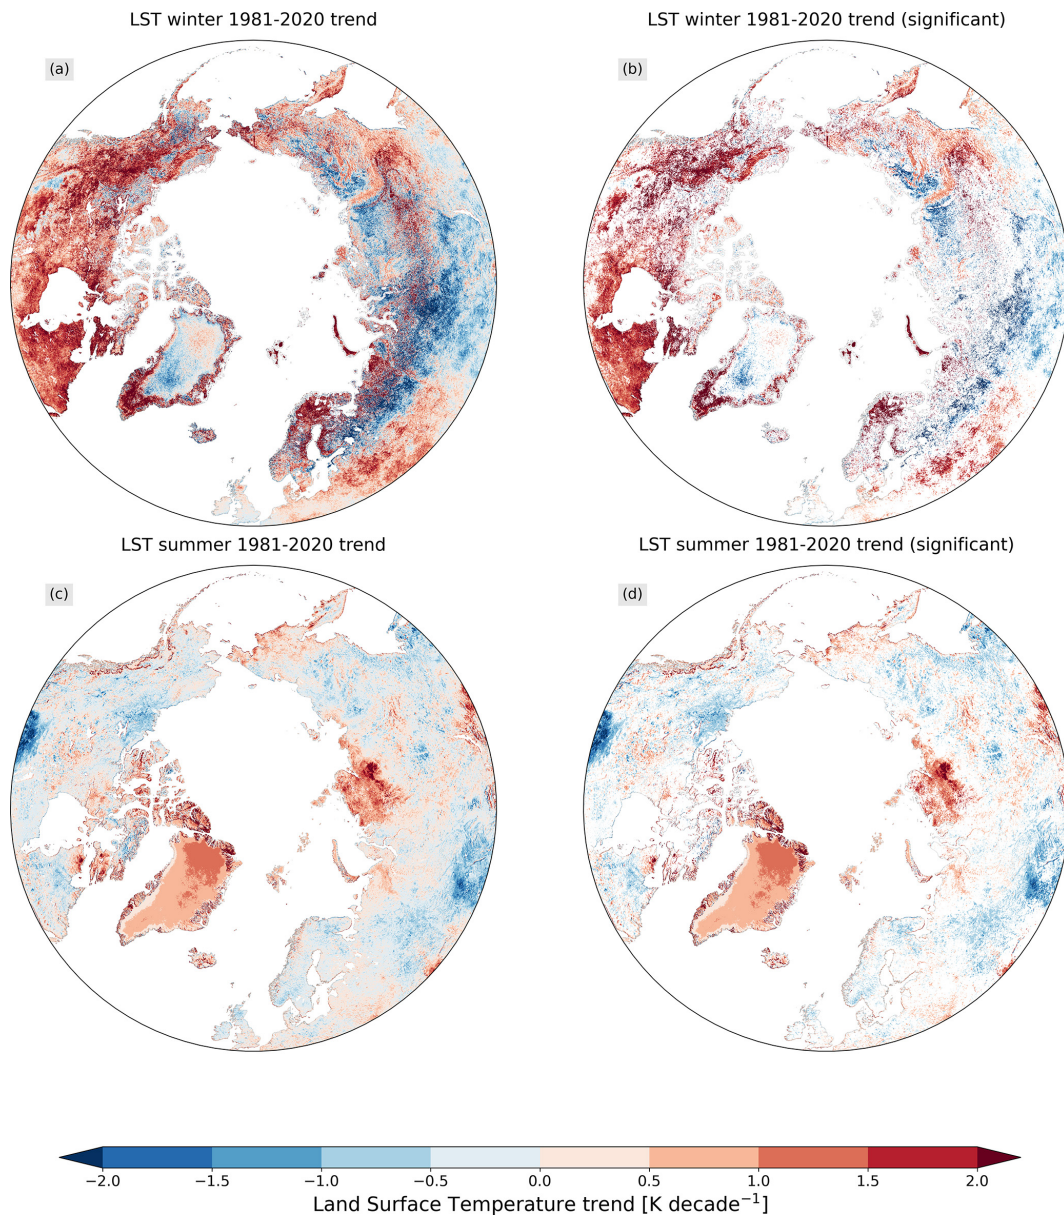 LST winter 1981-2020 trend
LST winter 1981-2020 trend (significant)
(a)
(b)
LST summer 1981-2020 trend
LST summer 1981-2020 trend (significant)
(c)
(d)
−2.0 −1.5 −1.0 −0.5 0.0 0.5 1.0 1.5 2.0
Land Surface Temperature trend [K decade⁻¹]